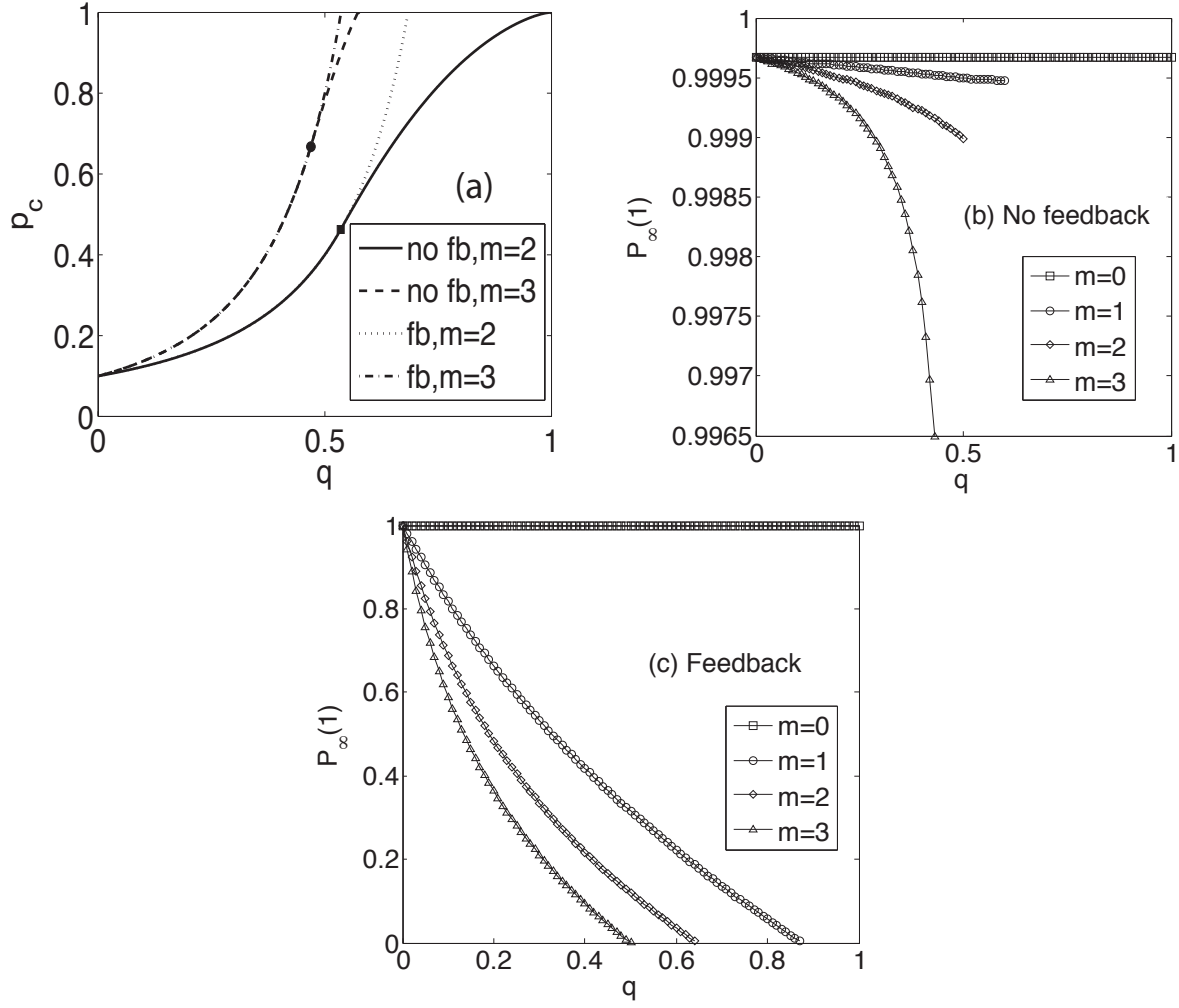 1
0.8
0.6
0.4
0.2
0
0
0.5
1
p_c
q
(a)
no fb,m=2
no fb,m=3
fb,m=2
fb,m=3
1
0.9995
0.999
0.9985
0.998
0.9975
0.997
0.9965
0
0.5
1
P∞(1)
q
(b) No feedback
m=0
m=1
m=2
m=3
1
0.8
0.6
0.4
0.2
0
0
0.2
0.4
0.6
0.8
1
P∞(1)
q
(c) Feedback
m=0
m=1
m=2
m=3